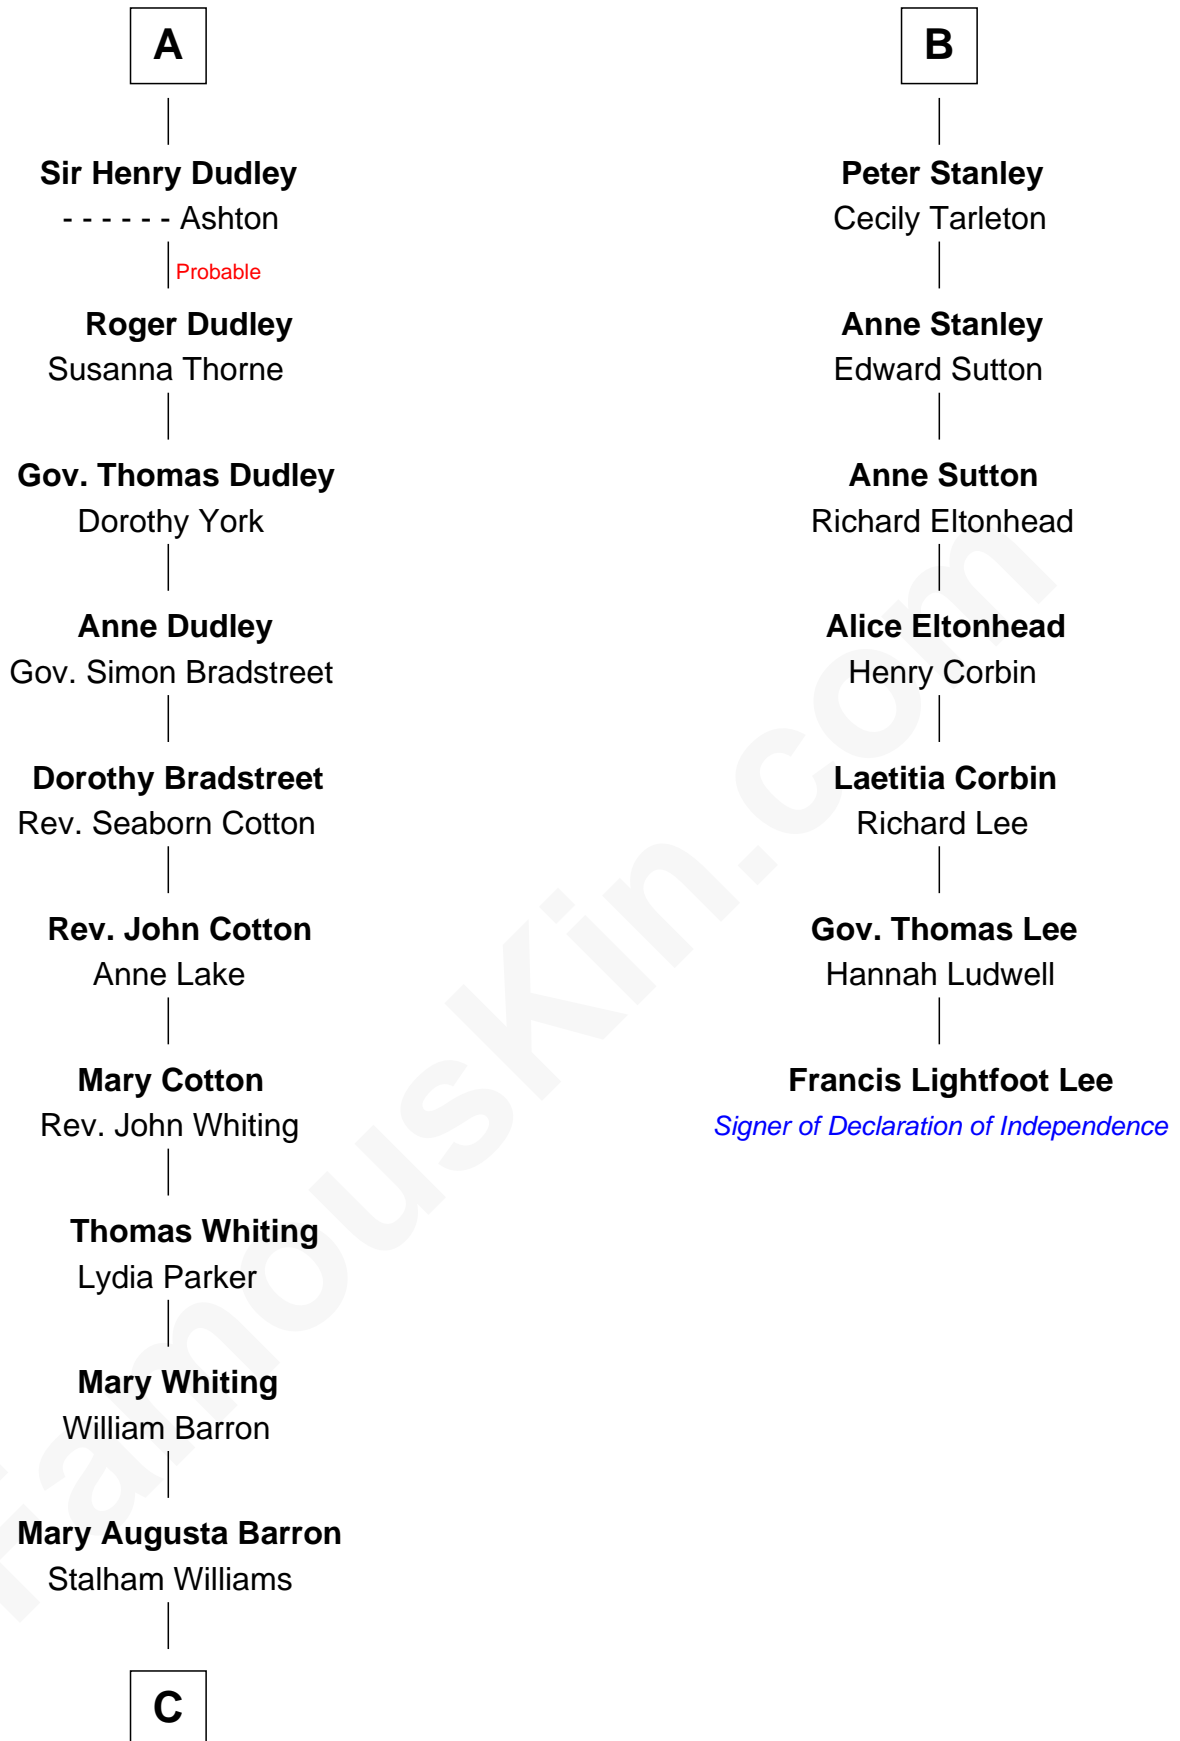 A
Sir Henry Dudley
- - - - - - Ashton
Probable
Roger Dudley
Susanna Thorne
Gov. Thomas Dudley
Dorothy York
Anne Dudley
Gov. Simon Bradstreet
Dorothy Bradstreet
Rev. Seaborn Cotton
Rev. John Cotton
Anne Lake
Mary Cotton
Rev. John Whiting
Thomas Whiting
Lydia Parker
Mary Whiting
William Barron
Mary Augusta Barron
Stalham Williams
C
B
Peter Stanley
Cecily Tarleton
Anne Stanley
Edward Sutton
Anne Sutton
Richard Eltonhead
Alice Eltonhead
Henry Corbin
Laetitia Corbin
Richard Lee
Gov. Thomas Lee
Hannah Ludwell
Francis Lightfoot Lee
Signer of Declaration of Independence
FamousKin.com